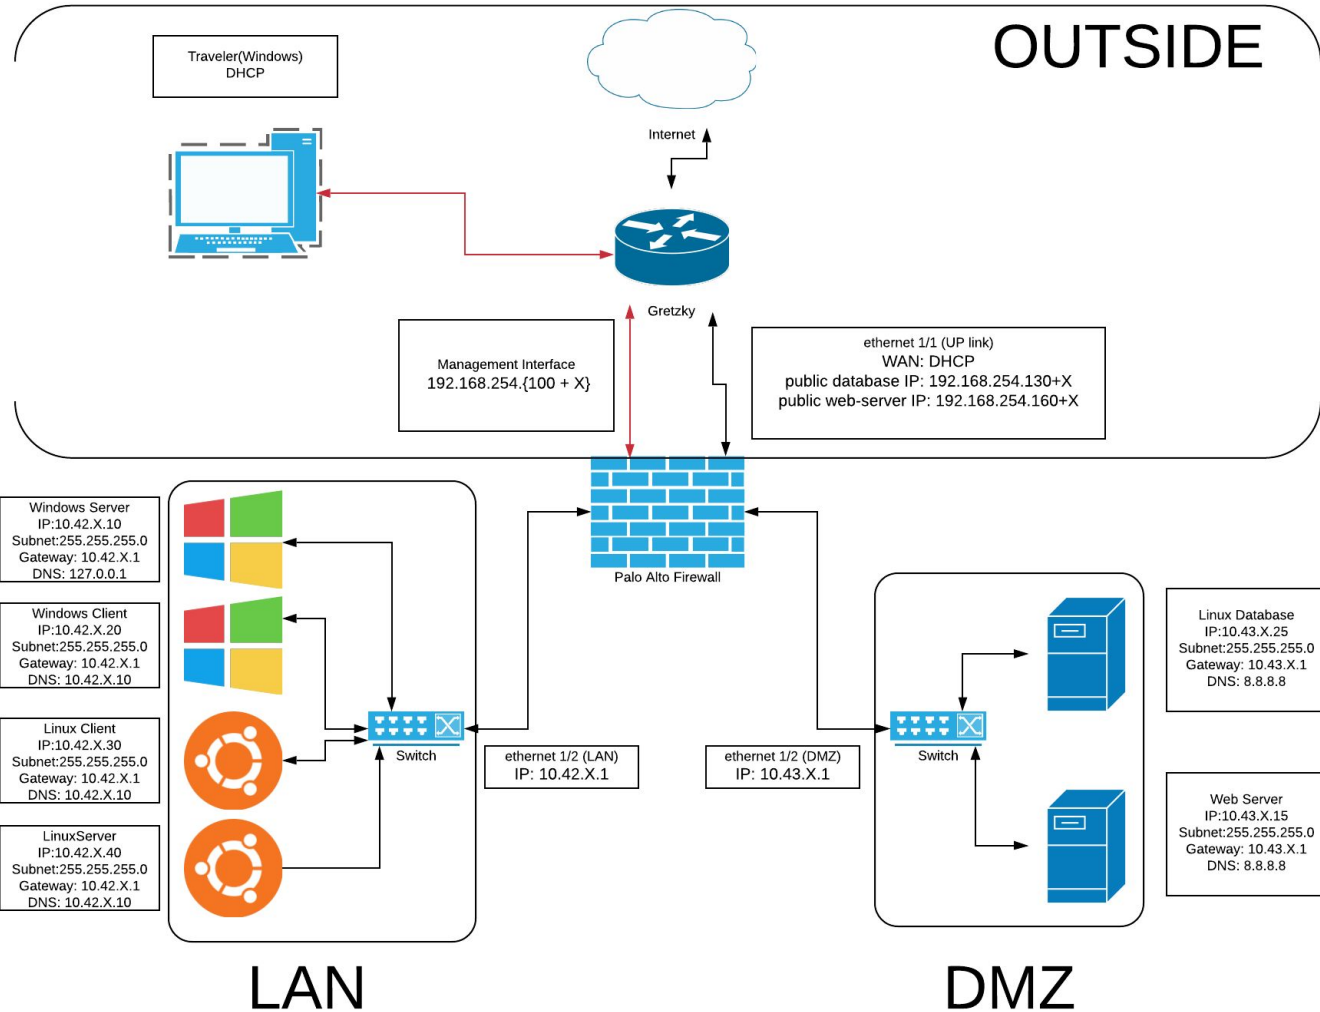 OUTSIDE
Traveler(Windows)
DHCP
Internet
Gretzky
Management Interface
192.168.254.{100 + X}
ethernet 1/1 (UP link)
WAN: DHCP
public database IP: 192.168.254.130+X
public web-server IP: 192.168.254.160+X
Palo Alto Firewall
Windows Server
IP:10.42.X.10
Subnet:255.255.255.0
Gateway: 10.42.X.1
DNS: 127.0.0.1
Windows Client
IP:10.42.X.20
Subnet:255.255.255.0
Gateway: 10.42.X.1
DNS: 10.42.X.10
Linux Client
IP:10.42.X.30
Subnet:255.255.255.0
Gateway: 10.42.X.1
DNS: 10.42.X.10
LinuxServer
IP:10.42.X.40
Subnet:255.255.255.0
Gateway: 10.42.X.1
DNS: 10.42.X.10
Switch
ethernet 1/2 (LAN)
IP: 10.42.X.1
ethernet 1/2 (DMZ)
IP: 10.43.X.1
Switch
Linux Database
IP:10.43.X.25
Subnet:255.255.255.0
Gateway: 10.43.X.1
DNS: 8.8.8.8
Web Server
IP:10.43.X.15
Subnet:255.255.255.0
Gateway: 10.43.X.1
DNS: 8.8.8.8
LAN
DMZ